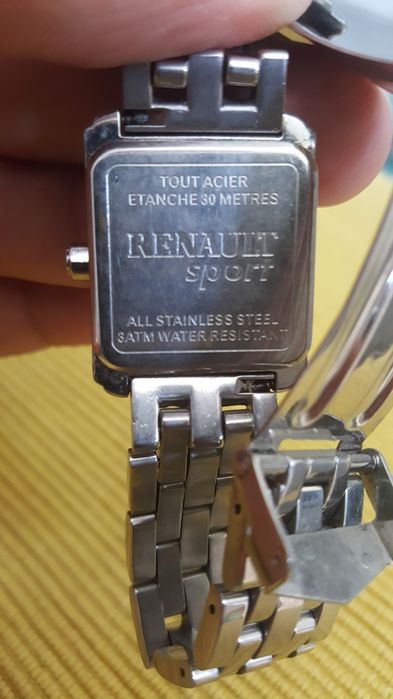 TOUT ACIER
ETANCHE 30 METRES
RENAULT
sport
ALL STAINLESS STEEL
3ATM WATER RESISTANT